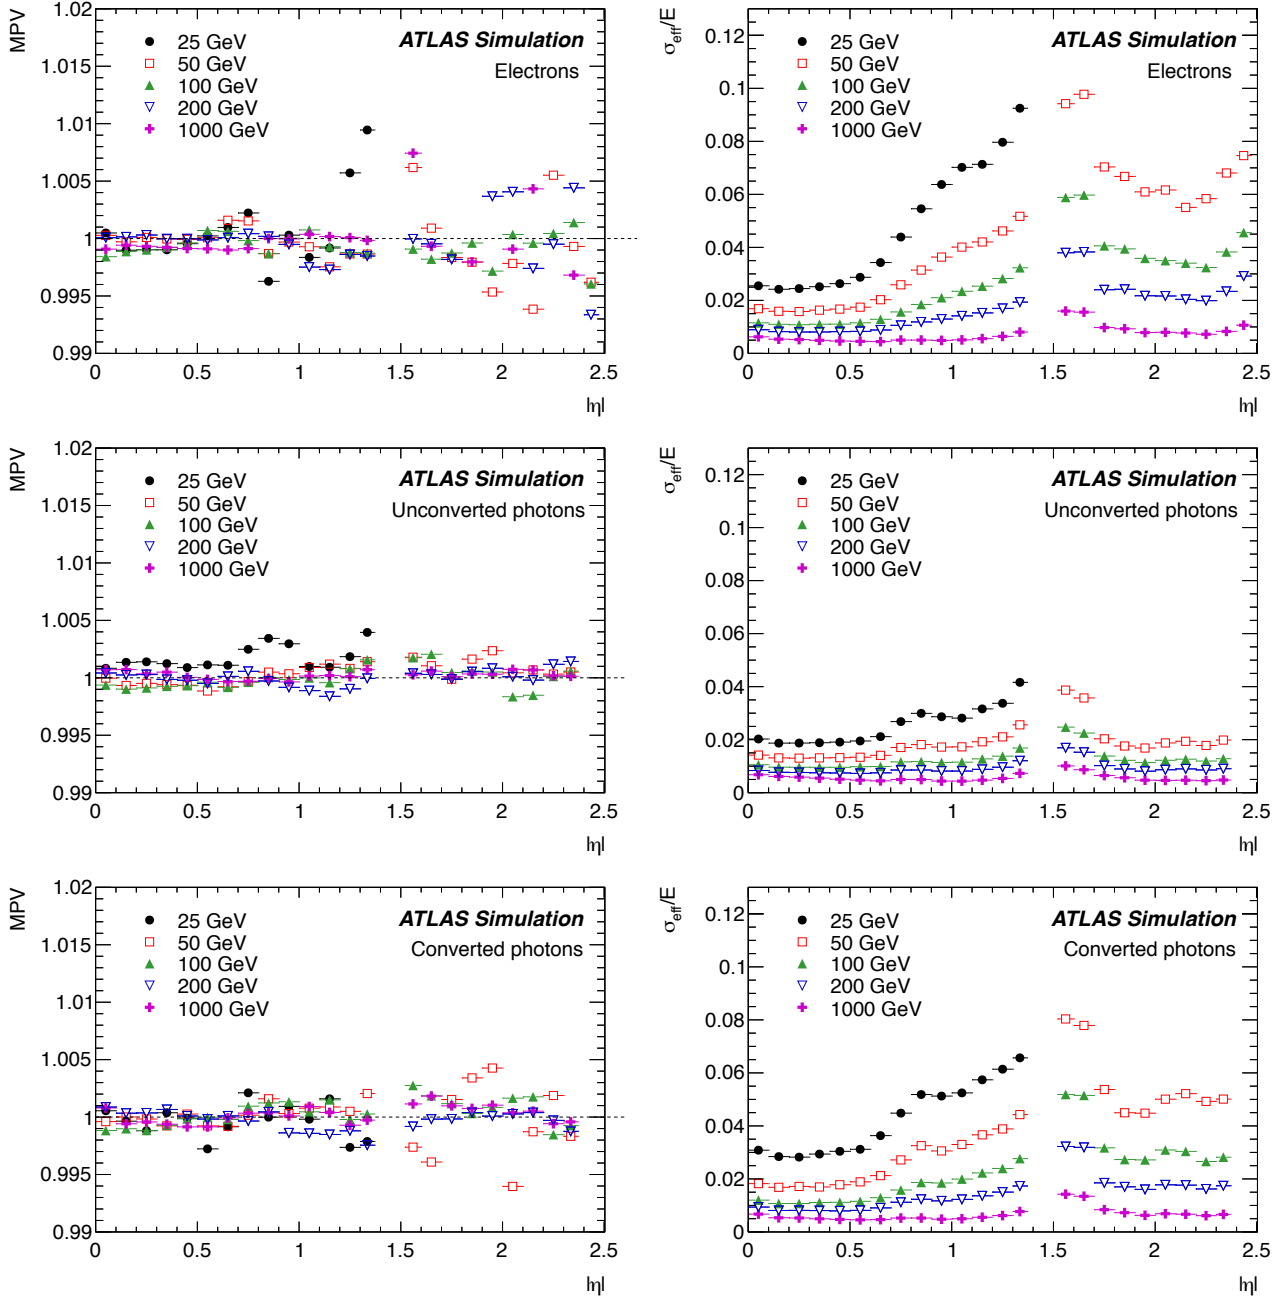 MPV
1.02
1.015
1.01
1.005
1
0.995
0.99
25 GeV
50 GeV
100 GeV
200 GeV
1000 GeV
ATLAS Simulation
Electrons
0 0.5 1 1.5 2 2.5
|η|
σeff/E
0.12
0.1
0.08
0.06
0.04
0.02
0
25 GeV
50 GeV
100 GeV
200 GeV
1000 GeV
ATLAS Simulation
Electrons
0 0.5 1 1.5 2 2.5
|η|
MPV
1.02
1.015
1.01
1.005
1
0.995
0.99
25 GeV
50 GeV
100 GeV
200 GeV
1000 GeV
ATLAS Simulation
Unconverted photons
0 0.5 1 1.5 2 2.5
|η|
σeff/E
0.12
0.1
0.08
0.06
0.04
0.02
0
25 GeV
50 GeV
100 GeV
200 GeV
1000 GeV
ATLAS Simulation
Unconverted photons
0 0.5 1 1.5 2 2.5
|η|
MPV
1.02
1.015
1.01
1.005
1
0.995
0.99
25 GeV
50 GeV
100 GeV
200 GeV
1000 GeV
ATLAS Simulation
Converted photons
0 0.5 1 1.5 2 2.5
|η|
σeff/E
0.12
0.1
0.08
0.06
0.04
0.02
0
25 GeV
50 GeV
100 GeV
200 GeV
1000 GeV
ATLAS Simulation
Converted photons
0 0.5 1 1.5 2 2.5
|η|